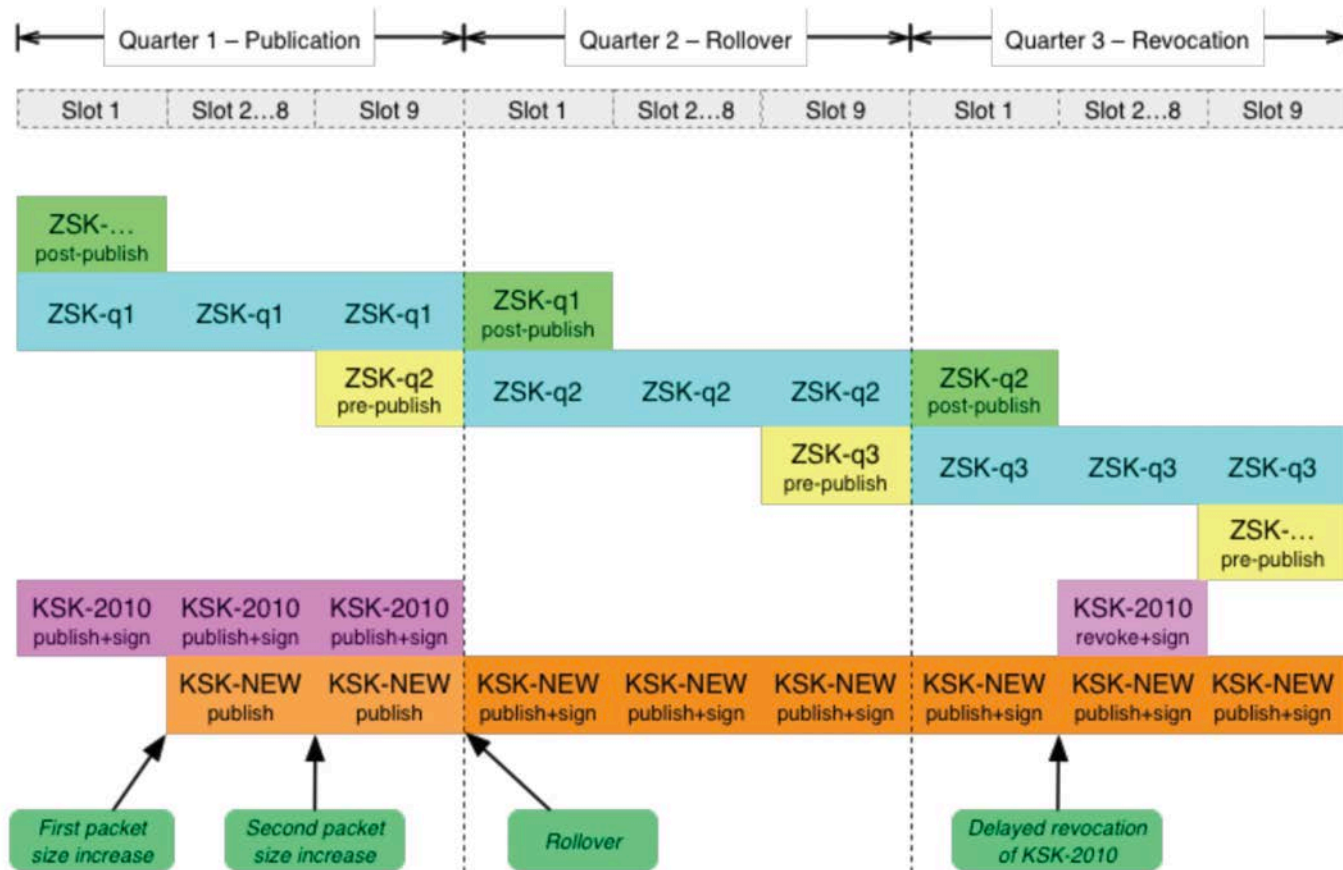 Quarter 1 – Publication
Quarter 2 – Rollover
Quarter 3 – Revocation
Slot 1
Slot 2...8
Slot 9
Slot 1
Slot 2...8
Slot 9
Slot 1
Slot 2...8
Slot 9
ZSK-...
post-publish
ZSK-q1
ZSK-q1
ZSK-q1
ZSK-q1
post-publish
ZSK-q2
pre-publish
ZSK-q2
ZSK-q2
ZSK-q2
ZSK-q2
post-publish
ZSK-q3
pre-publish
ZSK-q3
ZSK-q3
ZSK-q3
ZSK-...
pre-publish
KSK-2010
publish+sign
KSK-2010
publish+sign
KSK-2010
publish+sign
KSK-2010
revoke+sign
KSK-NEW
publish
KSK-NEW
publish
KSK-NEW
publish+sign
KSK-NEW
publish+sign
KSK-NEW
publish+sign
KSK-NEW
publish+sign
KSK-NEW
publish+sign
KSK-NEW
publish+sign
First packet
size increase
Second packet
size increase
Rollover
Delayed revocation
of KSK-2010